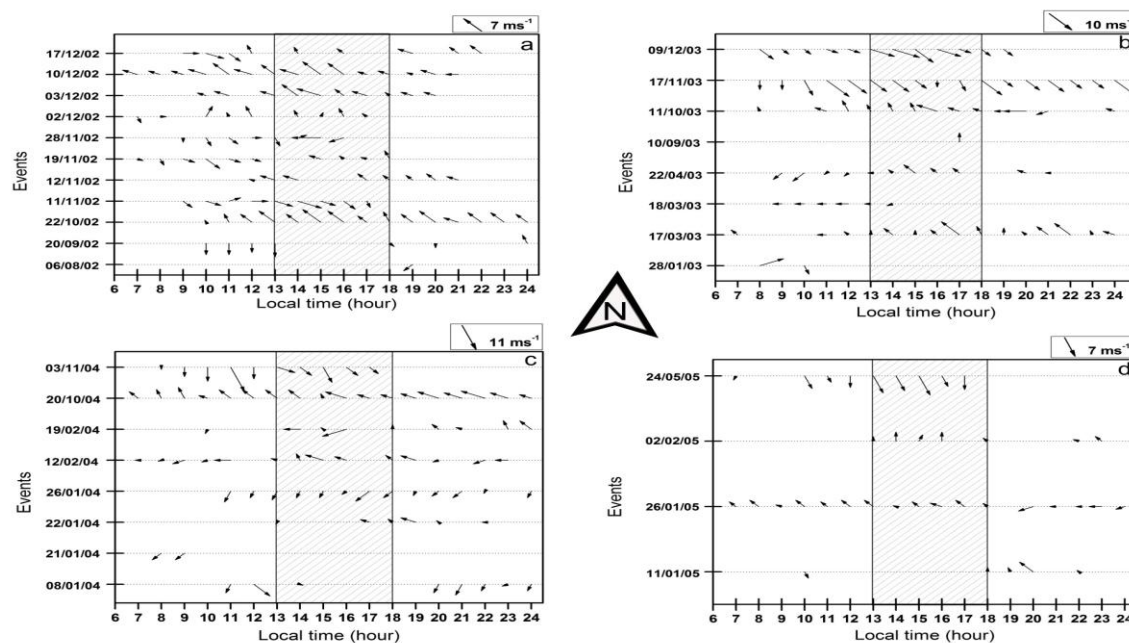 7 ms⁻¹
a
17/12/02
10/12/02
03/12/02
02/12/02
28/11/02
19/11/02
12/11/02
11/11/02
22/10/02
20/09/02
06/08/02
Events
6 7 8 9 10 11 12 13 14 15 16 17 18 19 20 21 22 23 24
Local time (hour)
10 ms⁻¹
b
09/12/03
17/11/03
11/10/03
10/09/03
22/04/03
18/03/03
17/03/03
28/01/03
Events
6 7 8 9 10 11 12 13 14 15 16 17 18 19 20 21 22 23 24
Local time (hour)
N
11 ms⁻¹
c
03/11/04
20/10/04
19/02/04
12/02/04
26/01/04
22/01/04
21/01/04
08/01/04
Events
6 7 8 9 10 11 12 13 14 15 16 17 18 19 20 21 22 23 24
Local time (hour)
7 ms⁻¹
d
24/05/05
02/02/05
26/01/05
11/01/05
Events
6 7 8 9 10 11 12 13 14 15 16 17 18 19 20 21 22 23 24
Local time (hour)